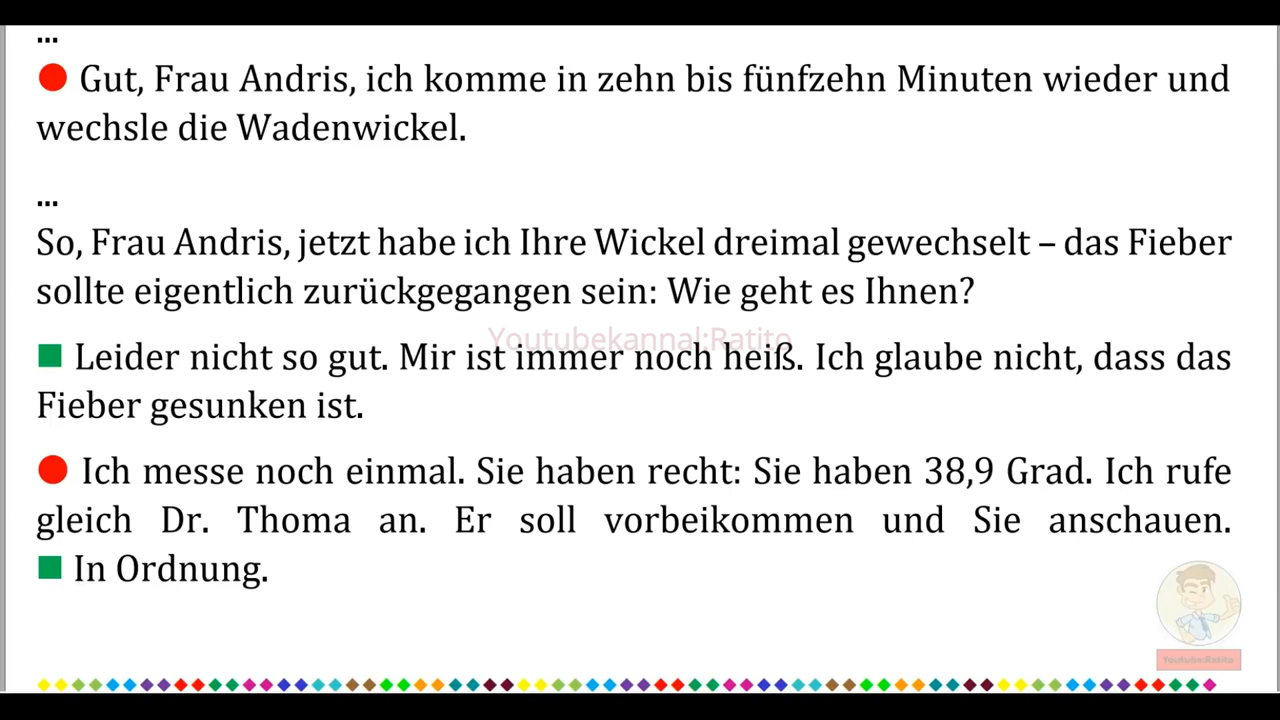 ...
Gut, Frau Andris, ich komme in zehn bis fünfzehn Minuten wieder und
wechsle die Wadenwickel.
...
So, Frau Andris, jetzt habe ich Ihre Wickel dreimal gewechselt – das Fieber
sollte eigentlich zurückgegangen sein: Wie geht es Ihnen?
Youtubekannal:Ratito
Leider nicht so gut. Mir ist immer noch heiß. Ich glaube nicht, dass das
Fieber gesunken ist.
Ich messe noch einmal. Sie haben recht: Sie haben 38,9 Grad. Ich rufe
gleich Dr. Thoma an. Er soll vorbeikommen und Sie anschauen.
In Ordnung.
Youtube:Ratito